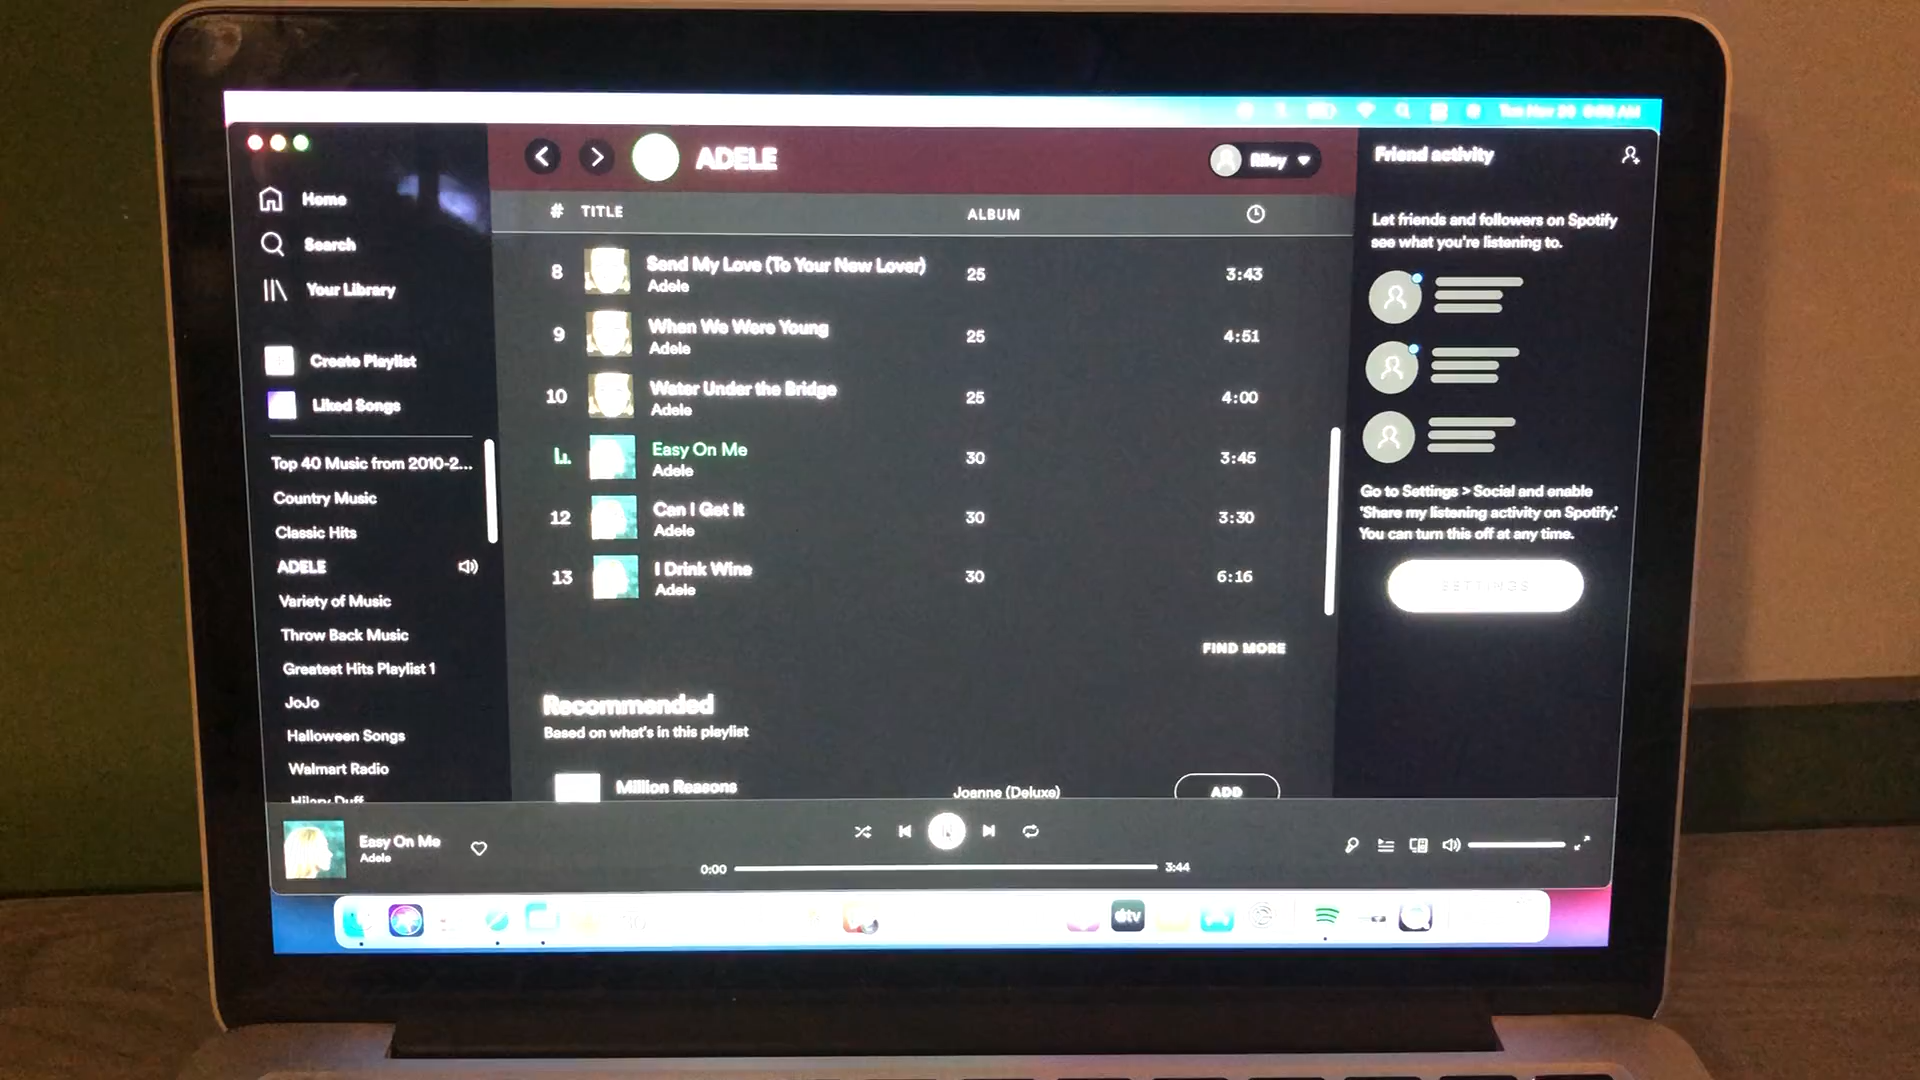 Home
Search
Your Library
Create Playlist
Liked Songs
Top 40 Music from 2010-2...
Country Music
Classic Hits
ADELE
Variety of Music
Throw Back Music
Greatest Hits Playlist 1
JoJo
Halloween Songs
Walmart Radio
Hilary Duff
ADELE
Riley
# TITLE ALBUM
8 Send My Love (To Your New Lover) 25 3:43
Adele
9 When We Were Young 25 4:51
Adele
10 Water Under the Bridge 25 4:00
Adele
Easy On Me 30 3:45
Adele
12 Can I Get It 30 3:30
Adele
13 I Drink Wine 30 6:16
Adele
FIND MORE
Recommended
Based on what's in this playlist
Million Reasons Joanne (Deluxe) ADD
Friend activity
Let friends and followers on Spotify
see what you're listening to.
Go to Settings > Social and enable
'Share my listening activity on Spotify.'
You can turn this off at any time.
SETTINGS
Easy On Me
Adele
0:00 3:44
tv